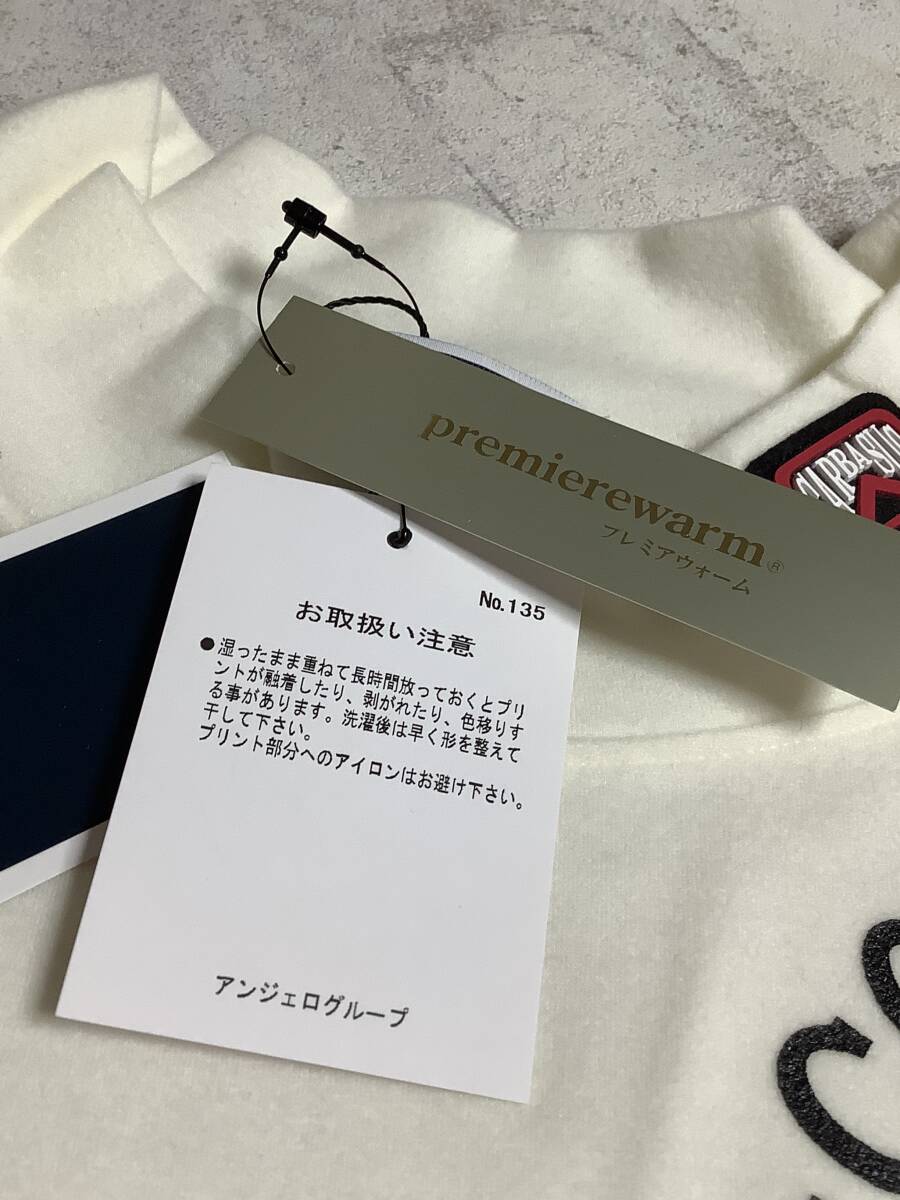 premierewarm®
プレミアウォーム
No.135
お取扱い注意
●湿ったまま重ねて長時間放っておくとプリ
ントが融着したり、剥がれたり、色移りす
る事があります。洗濯後は早く形を整えて
干して下さい。
プリント部分へのアイロンはお避け下さい。
アンジェログループ